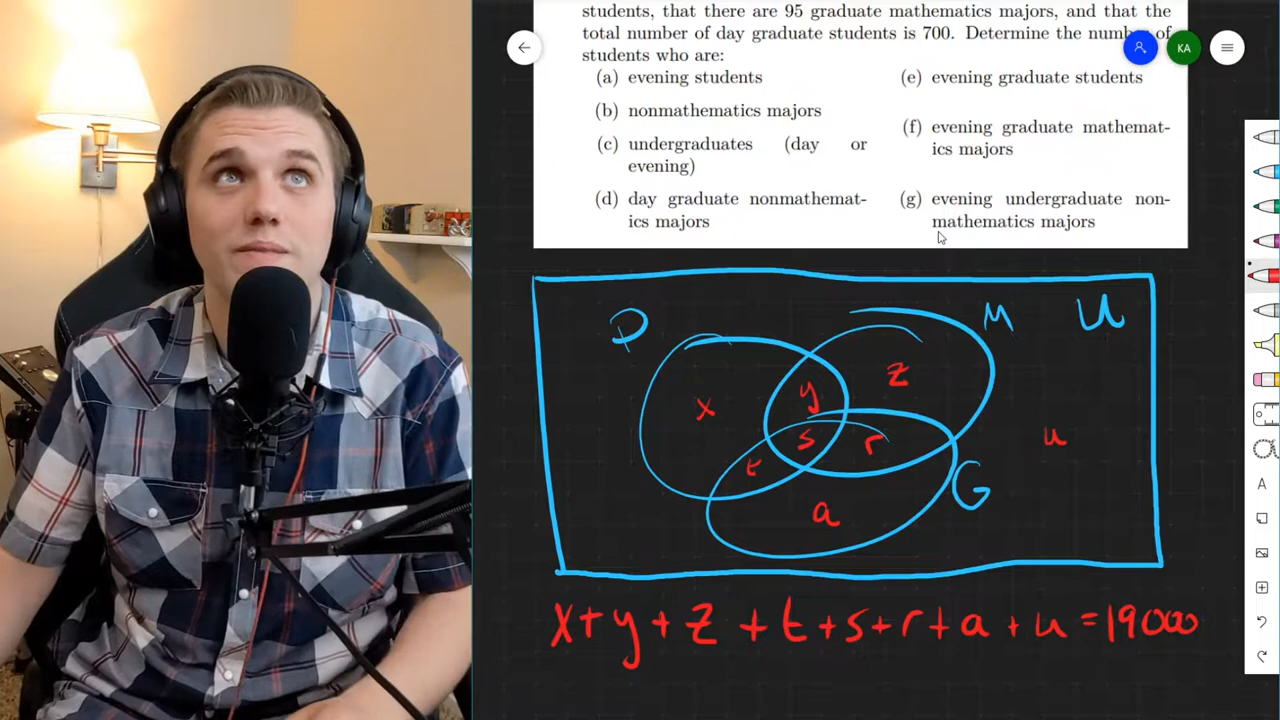 students, that there are 95 graduate mathematics majors, and that the
total number of day graduate students is 700. Determine the number of
students who are:
(a) evening students
(b) nonmathematics majors
(c) undergraduates (day or
evening)
(d) day graduate nonmathemat-
ics majors
(e) evening graduate students
(f) evening graduate mathemat-
ics majors
(g) evening undergraduate non-
mathematics majors
KA
D
M
U
x
y
z
t
s
r
a
u
G
x+y+z+t+s+r+a+u=19000
A